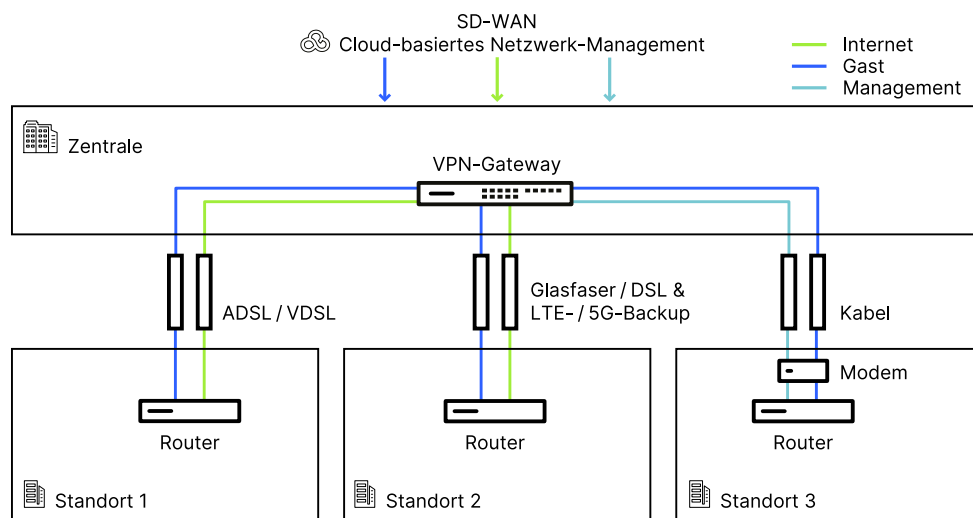 SD-WAN
Cloud-basiertes Netzwerk-Management
Internet
Gast
Management
Zentrale
VPN-Gateway
ADSL / VDSL
Glasfaser / DSL &
LTE- / 5G-Backup
Kabel
Modem
Router
Router
Router
Standort 1
Standort 2
Standort 3